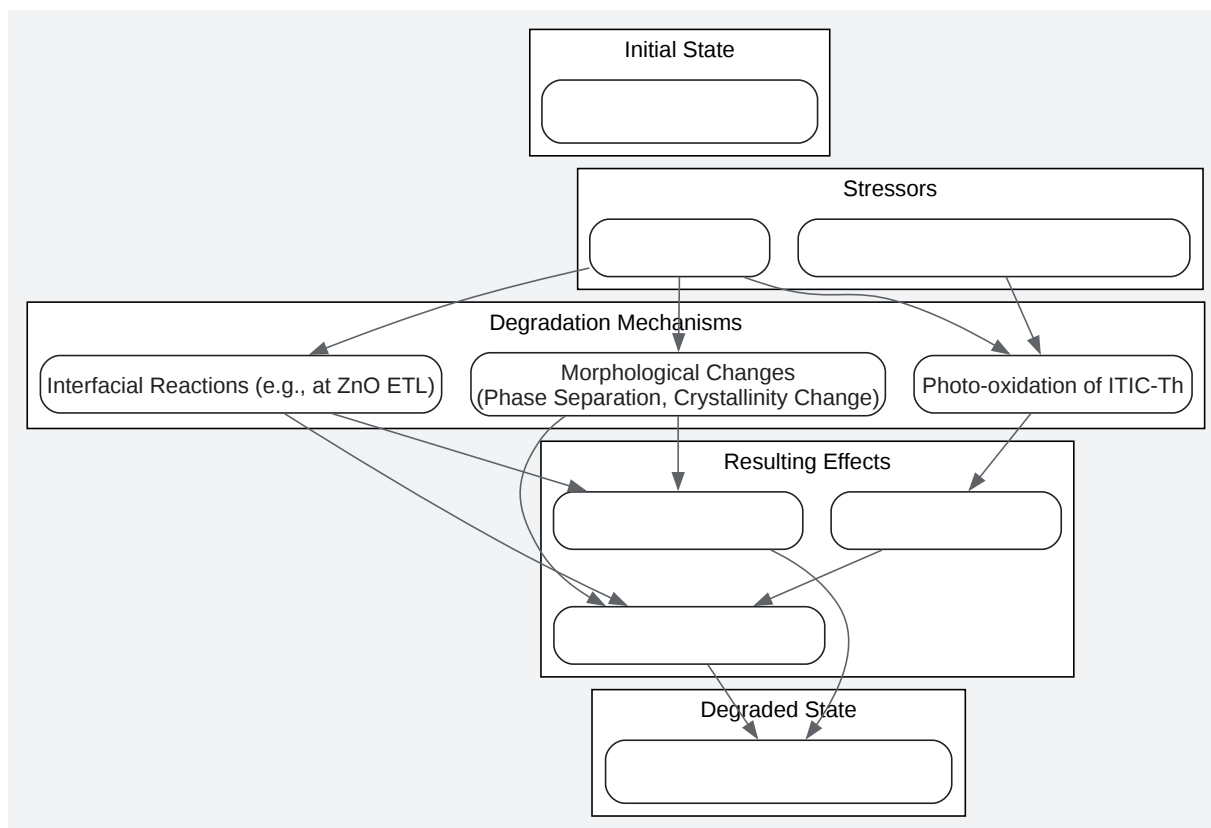 Initial State
Stressors
Degradation Mechanisms
Interfacial Reactions (e.g., at ZnO ETL)
Morphological Changes
(Phase Separation, Crystallinity Change)
Photo-oxidation of ITIC-Th
Resulting Effects
Degraded State